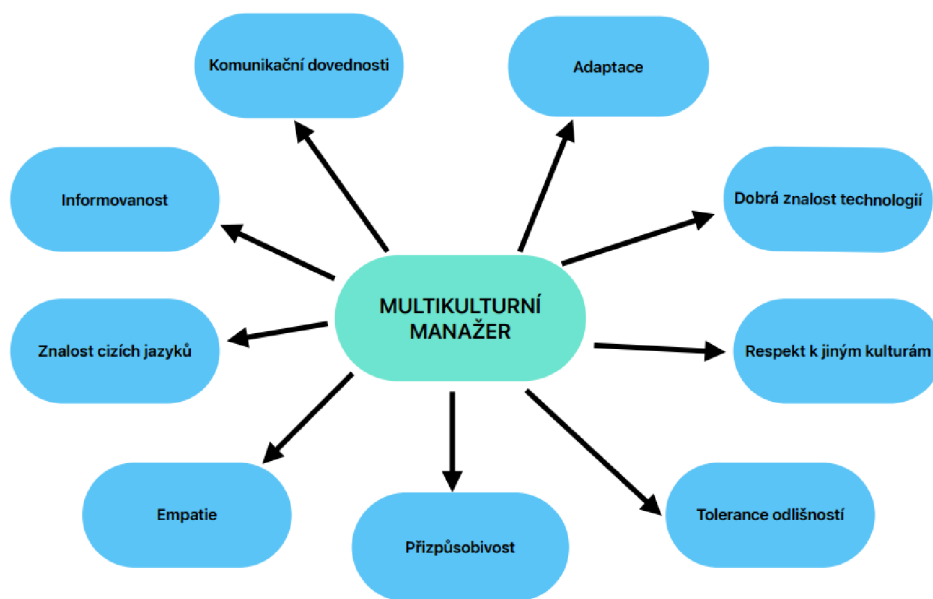 Komunikační dovednosti
Adaptace
Informovanost
Dobrá znalost technologií
MULTIKULTURNÍ
MANAŽER
Znalost cizích jazyků
Respekt k jiným kulturám
Empatie
Přizpůsobivost
Tolerance odlišností